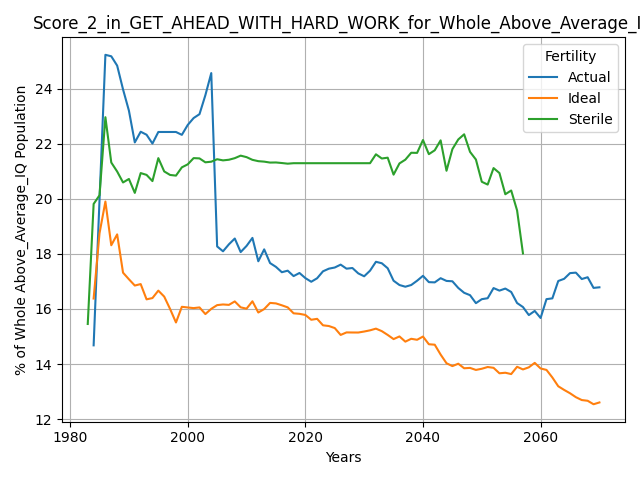 Score_2_in_GET_AHEAD_WITH_HARD_WORK_for_Whole_Above_Average_I
Fertility
Actual
Ideal
Sterile
% of Whole Above_Average_IQ Population
24
22
20
18
16
14
12
1980
2000
2020
2040
2060
Years